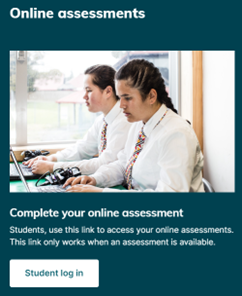 Online assessments
Complete your online assessment
Students, use this link to access your online assessments.
This link only works when an assessment is available.
Student log in